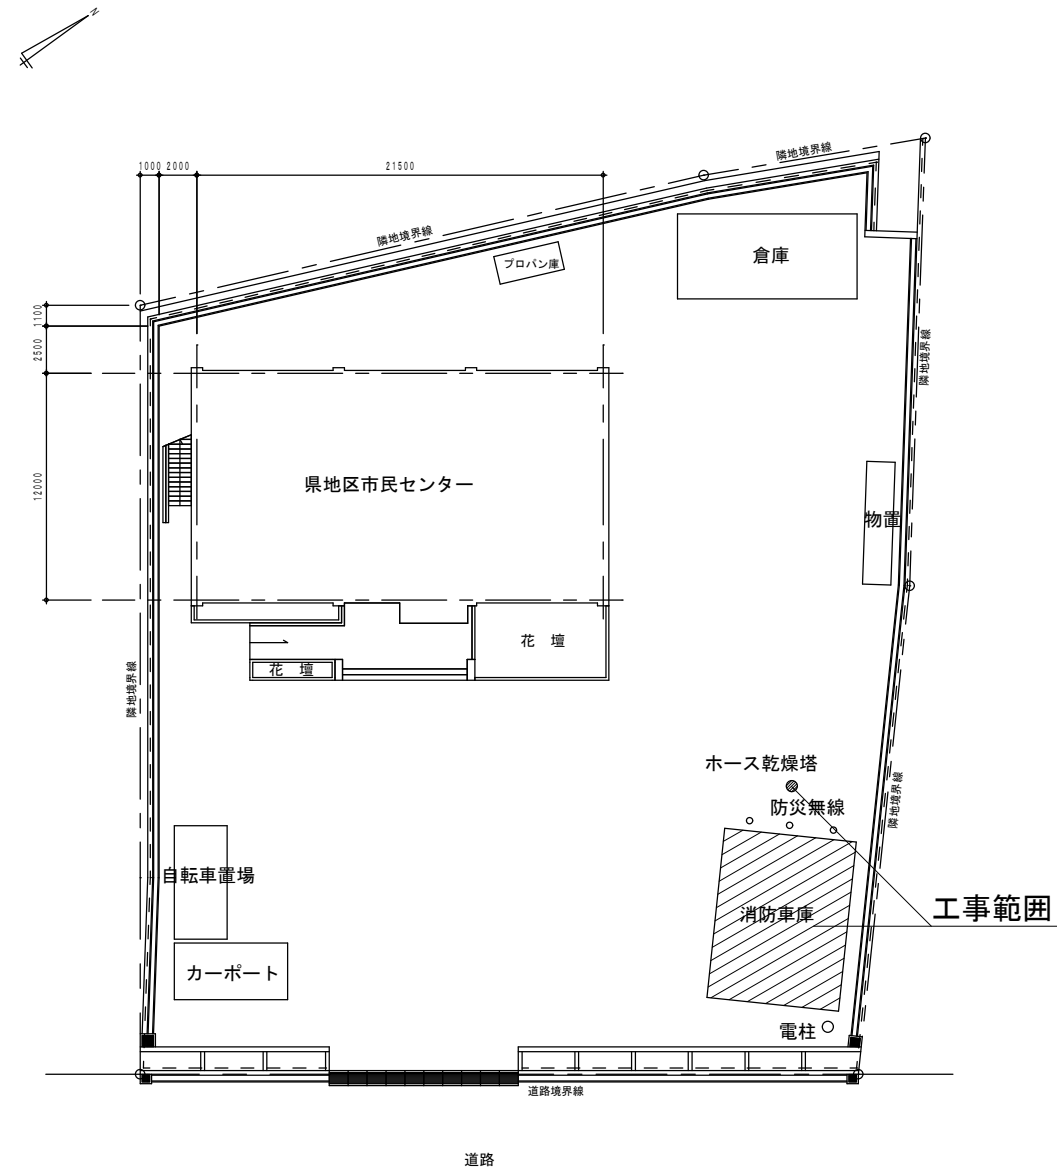 N
隣地境界線
1000 2000
21500
隣地境界線
プロパン庫
倉庫
1100
2500
12000
隣地境界線
県地区市民センター
物置
花　壇
花　壇
隣地境界線
ホース乾燥塔
防災無線
隣地境界線
自転車置場
消防車庫
工事範囲
カーポート
電柱
道路境界線
道路